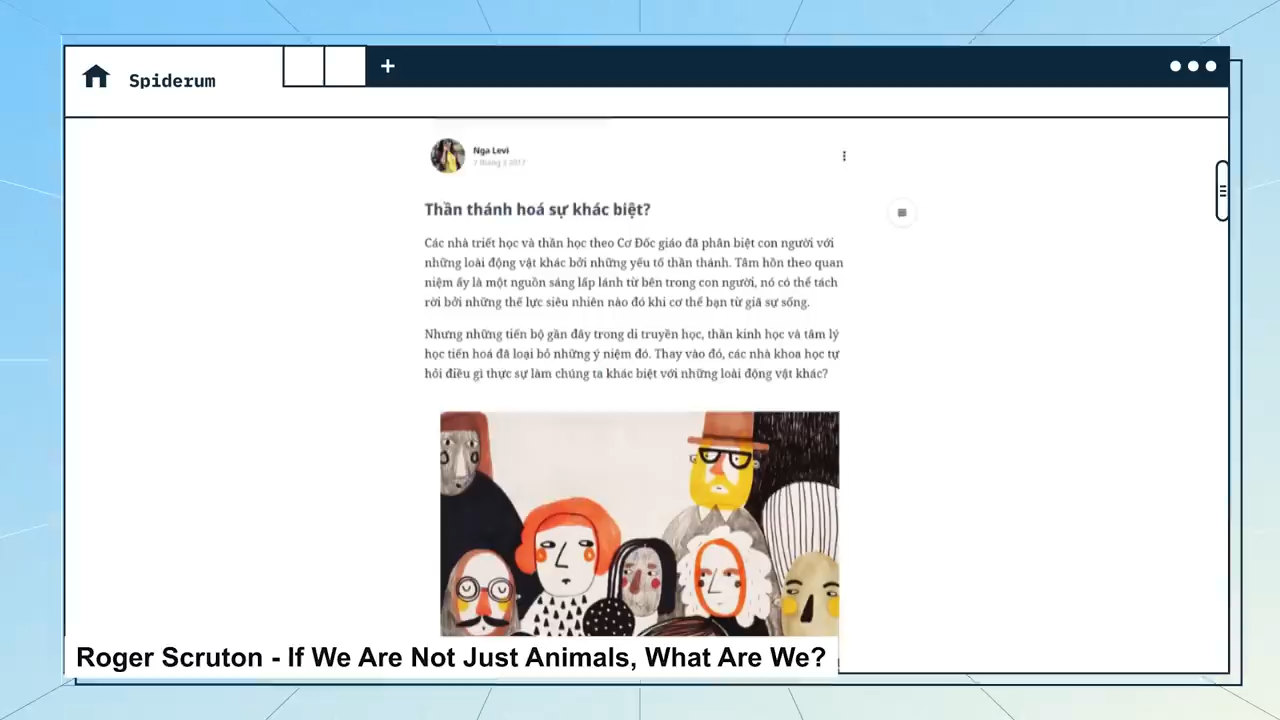 Spiderum
Nga Levi
7 tháng 3 2017
Thần thánh hoá sự khác biệt?
Các nhà triết học và thần học theo Cơ Đốc giáo đã phân biệt con người với
những loài động vật khác bởi những yếu tố thần thánh. Tâm hồn theo quan
niệm ấy là một nguồn sáng lấp lánh từ bên trong con người, nó có thể tách
rời bởi những thế lực siêu nhiên nào đó khi cơ thể bạn từ giã sự sống.
Nhưng những tiến bộ gần đây trong di truyền học, thần kinh học và tâm lý
học tiến hoá đã loại bỏ những ý niệm đó. Thay vào đó, các nhà khoa học tự
hỏi điều gì thực sự làm chúng ta khác biệt với những loài động vật khác?
Roger Scruton - If We Are Not Just Animals, What Are We?